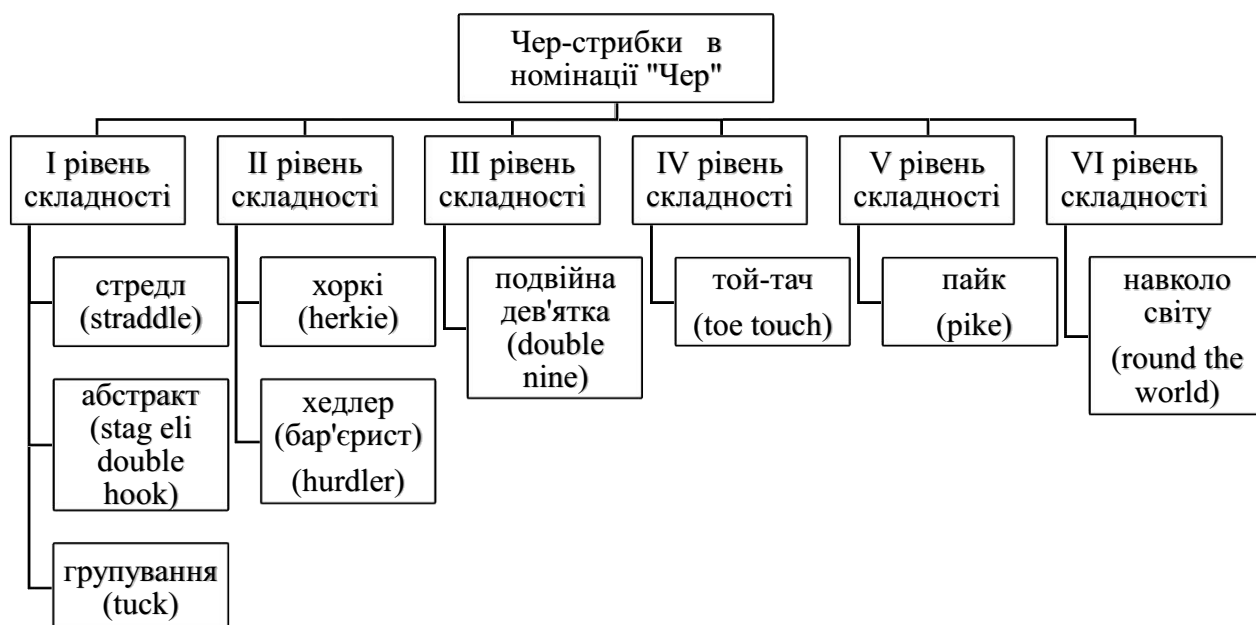 Чер-стрибки в
номінації "Чер"
I рівень
складності
стредл
(straddle)
абстракт
(stag eli
double
hook)
групування
(tuck)
II рівень
складності
хоркі
(herkie)
хедлер
(бар'єрист)
(hurdler)
III рівень
складності
подвійна
дев'ятка
(double
nine)
IV рівень
складності
той-тач
(toe touch)
V рівень
складності
пайк
(pike)
VI рівень
складності
навколо
світу
(round the
world)